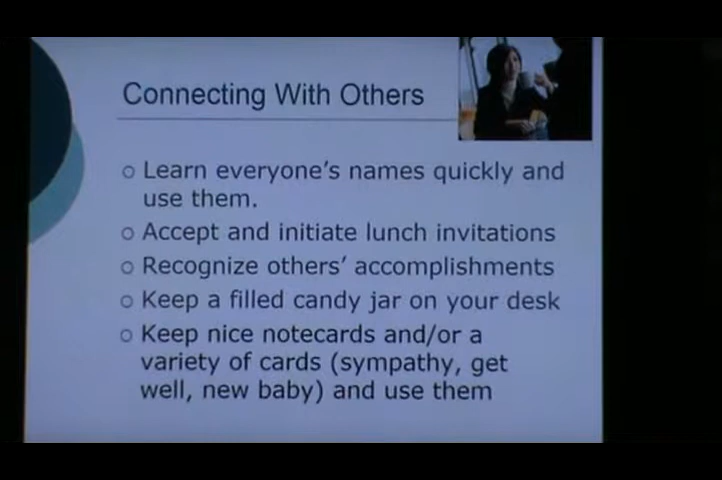 Connecting With Others
○ Learn everyone's names quickly and
use them.
○ Accept and initiate lunch invitations
○ Recognize others' accomplishments
○ Keep a filled candy jar on your desk
○ Keep nice notecards and/or a
variety of cards (sympathy, get
well, new baby) and use them